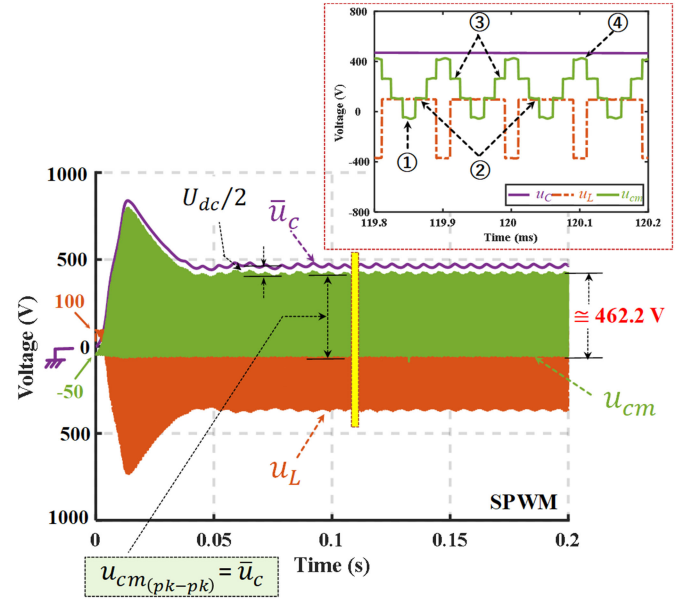 800
400
0
-400
-800
Voltage (V)
①
②
③
④
u_C u_L u_cm
119.8 119.9 120 120.1 120.2
Time (ms)
1000
500
0
500
1000
Voltage (V)
100
-50
U_dc/2
ū_c
≅ 462.2 V
u_cm
u_L
SPWM
0 0.05 0.1 0.15 0.2
Time (s)
u_cm(pk−pk) = ū_c